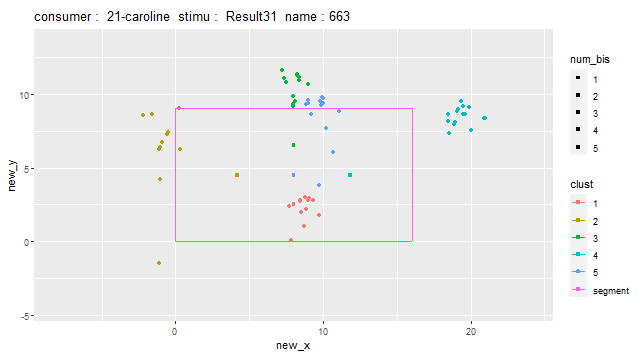 consumer :  21-caroline  stimu :  Result31  name : 663
num_bis
1
2
3
4
5
clust
1
2
3
4
5
segment
10
5
0
-5
new_y
0
10
20
new_x